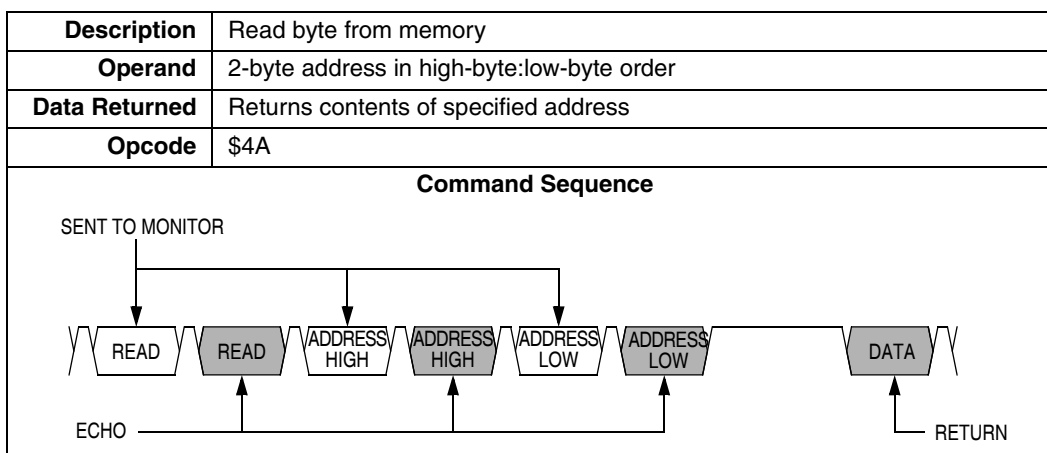 Description Read byte from memory
Operand 2-byte address in high-byte:low-byte order
Data Returned Returns contents of specified address
Opcode $4A
Command Sequence
SENT TO MONITOR
READ READ ADDRESS HIGH ADDRESS HIGH ADDRESS LOW ADDRESS LOW DATA
ECHO RETURN